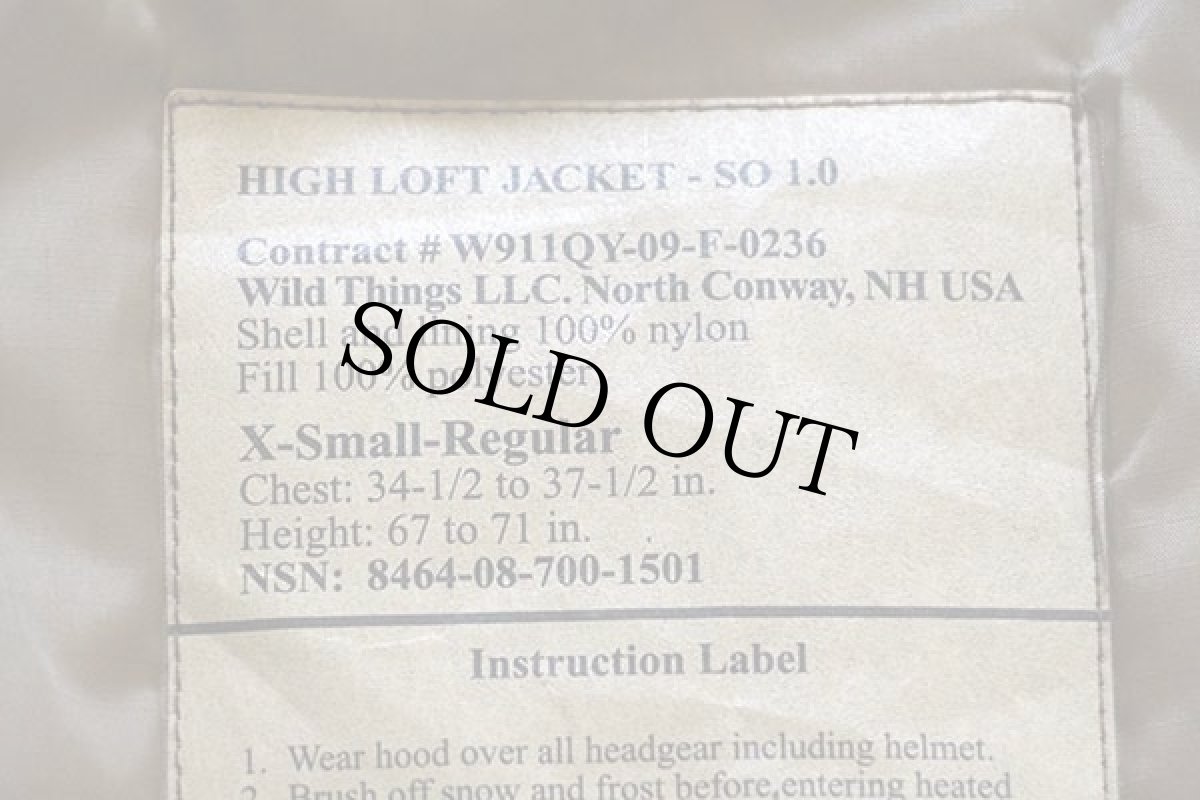 HIGH LOFT JACKET - SO 1.0
Contract # W911QY-09-F-0236
Wild Things LLC. North Conway, NH USA
Shell and lining 100% nylon
Fill 100% polyester
X-Small-Regular
Chest: 34-1/2 to 37-1/2 in.
Height: 67 to 71 in.
NSN: 8464-08-700-1501
SOLD OUT
Instruction Label
1. Wear hood over all headgear including helmet.
2. Brush off snow and frost before,entering heated